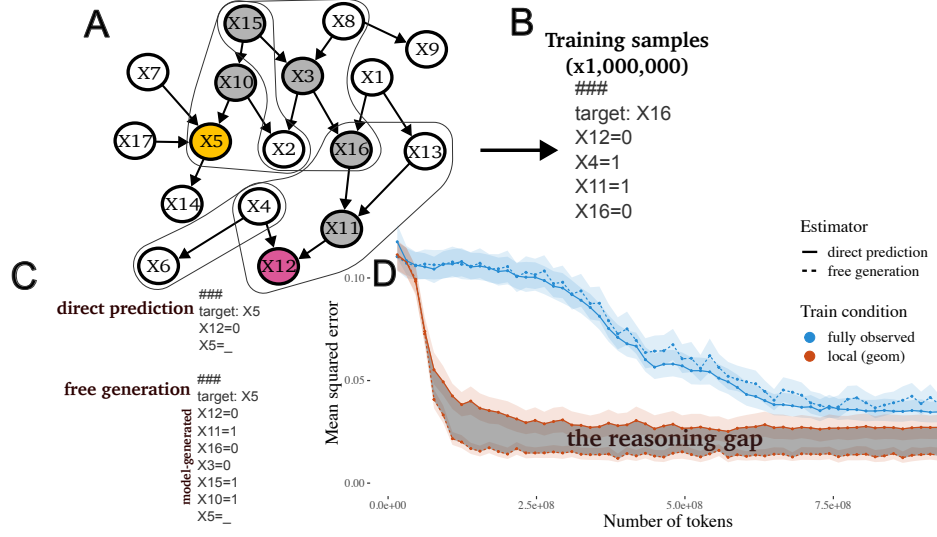 A
X15
X8
X9
X7
X10
X3
X1
X17
X5
X2
X16
X13
X14
X4
X11
X6
X12
B
Training samples
(x1,000,000)
###
target: X16
X12=0
X4=1
X11=1
X16=0
C
direct prediction
###
target: X5
X12=0
X5=_
free generation
###
target: X5
model-generated
X12=0
X11=1
X16=0
X3=0
X15=1
X10=1
X5=_
D
Mean squared error
0.10
0.05
0.00
the reasoning gap
0.0e+00
2.5e+08
5.0e+08
7.5e+08
Number of tokens
Estimator
direct prediction
free generation
Train condition
fully observed
local (geom)